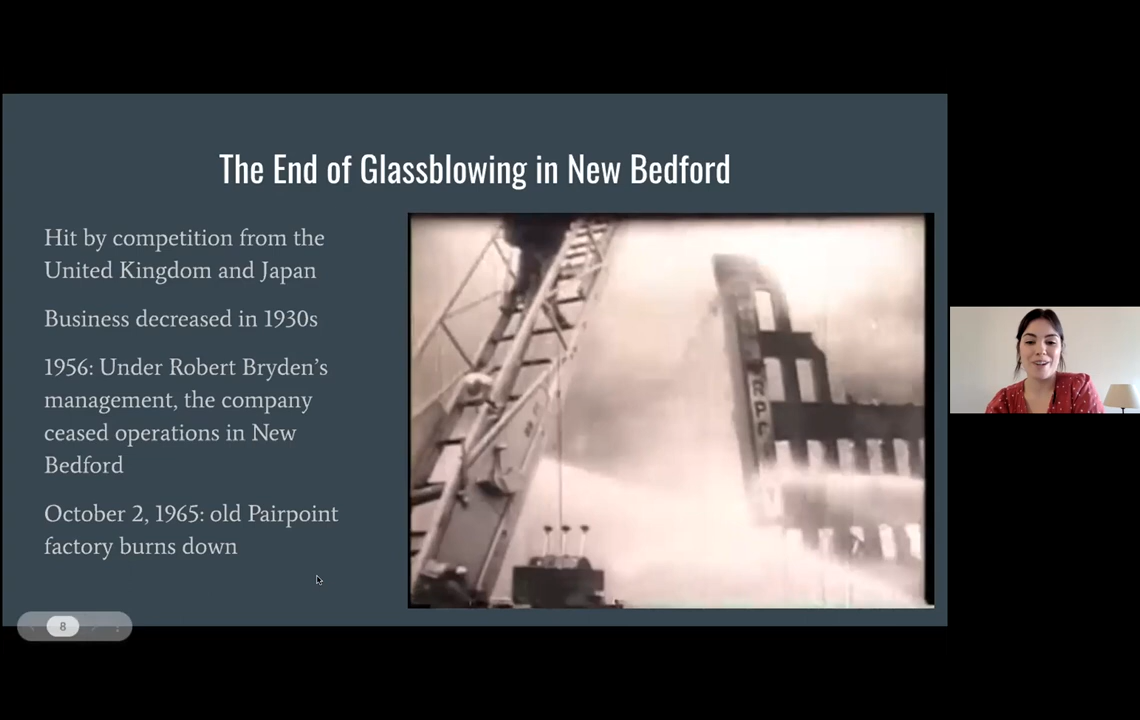 The End of Glassblowing in New Bedford
Hit by competition from the
United Kingdom and Japan
Business decreased in 1930s
1956: Under Robert Bryden’s
management, the company
ceased operations in New
Bedford
October 2, 1965: old Pairpoint
factory burns down
8